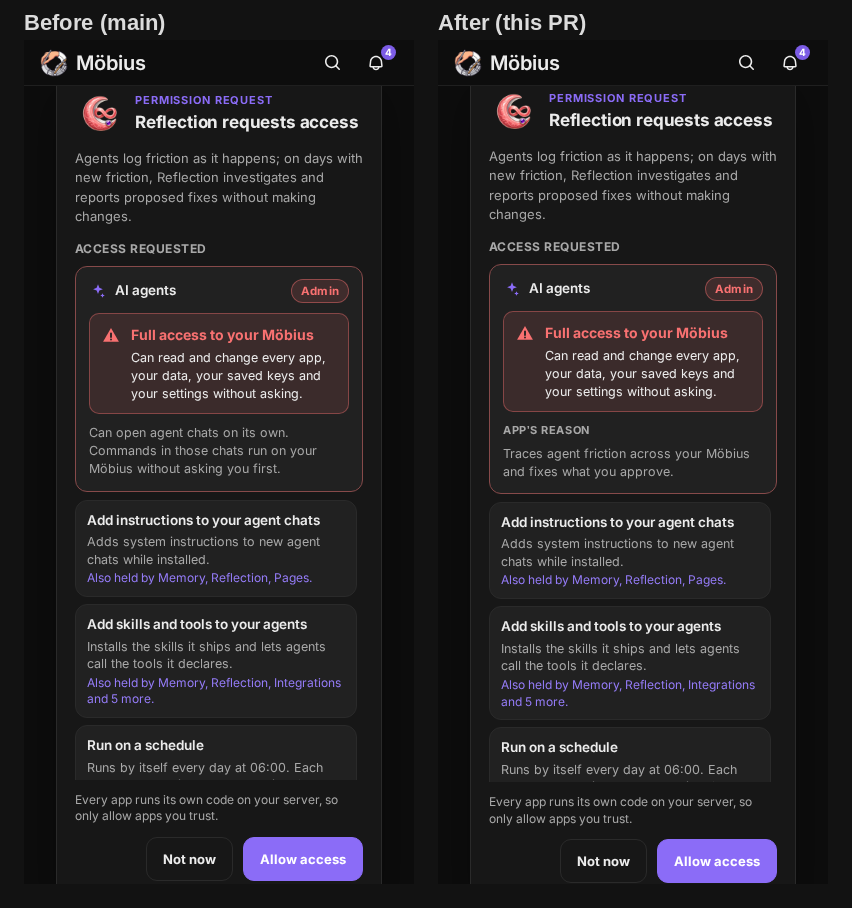 Before (main)
Möbius
4
PERMISSION REQUEST
Reflection requests access
Agents log friction as it happens; on days with
new friction, Reflection investigates and
reports proposed fixes without making
changes.
ACCESS REQUESTED
AI agents
Admin
Full access to your Möbius
Can read and change every app,
your data, your saved keys and
your settings without asking.
Can open agent chats on its own.
Commands in those chats run on your
Möbius without asking you first.
Add instructions to your agent chats
Adds system instructions to new agent
chats while installed.
Also held by Memory, Reflection, Pages.
Add skills and tools to your agents
Installs the skills it ships and lets agents
call the tools it declares.
Also held by Memory, Reflection, Integrations
and 5 more.
Run on a schedule
Runs by itself every day at 06:00. Each
Every app runs its own code on your server, so
only allow apps you trust.
Not now
Allow access
After (this PR)
Möbius
4
PERMISSION REQUEST
Reflection requests access
Agents log friction as it happens; on days with
new friction, Reflection investigates and
reports proposed fixes without making
changes.
ACCESS REQUESTED
AI agents
Admin
Full access to your Möbius
Can read and change every app,
your data, your saved keys and
your settings without asking.
APP'S REASON
Traces agent friction across your Möbius
and fixes what you approve.
Add instructions to your agent chats
Adds system instructions to new agent
chats while installed.
Also held by Memory, Reflection, Pages.
Add skills and tools to your agents
Installs the skills it ships and lets agents
call the tools it declares.
Also held by Memory, Reflection, Integrations
and 5 more.
Run on a schedule
Runs by itself every day at 06:00. Each
Every app runs its own code on your server, so
only allow apps you trust.
Not now
Allow access